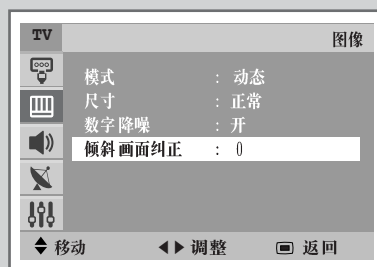 TV 图像
模式 : 动态
尺寸 : 正常
数字降噪 : 开
倾斜画面纠正 : 0
移动 调整 返回